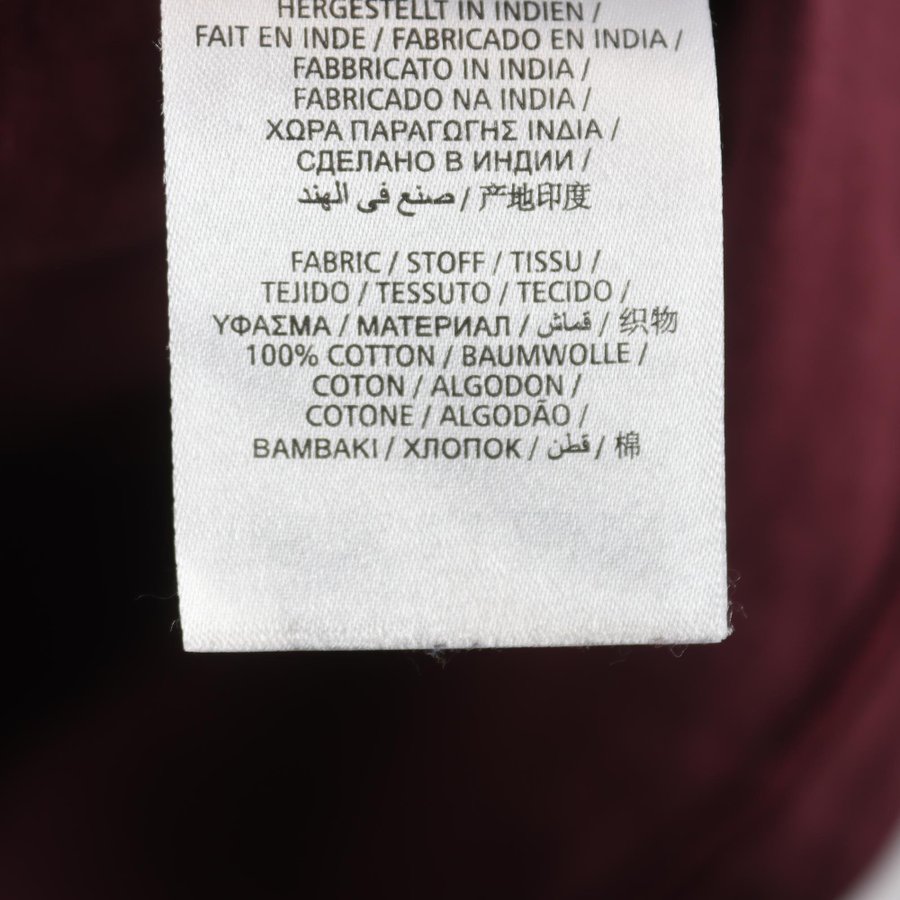 HERGESTELLT IN INDIEN /
FAIT EN INDE / FABRICADO EN INDIA /
FABBRICATO IN INDIA /
FABRICADO NA INDIA /
ΧΩΡΑ ΠΑΡΑΓΩΓΗΣ ΙΝΔΙΑ /
СДЕЛАНО В ИНДИИ /
صنع في الهند / 产地印度
FABRIC / STOFF / TISSU /
TEJIDO / TESSUTO / TECIDO /
ΥΦΑΣΜΑ / МАТЕРИАЛ / قماش / 织物
100% COTTON / BAUMWOLLE /
COTON / ALGODON /
COTONE / ALGODÃO /
ΒΑΜΒΑΚΙ / ХЛОПОК / قطن / 棉